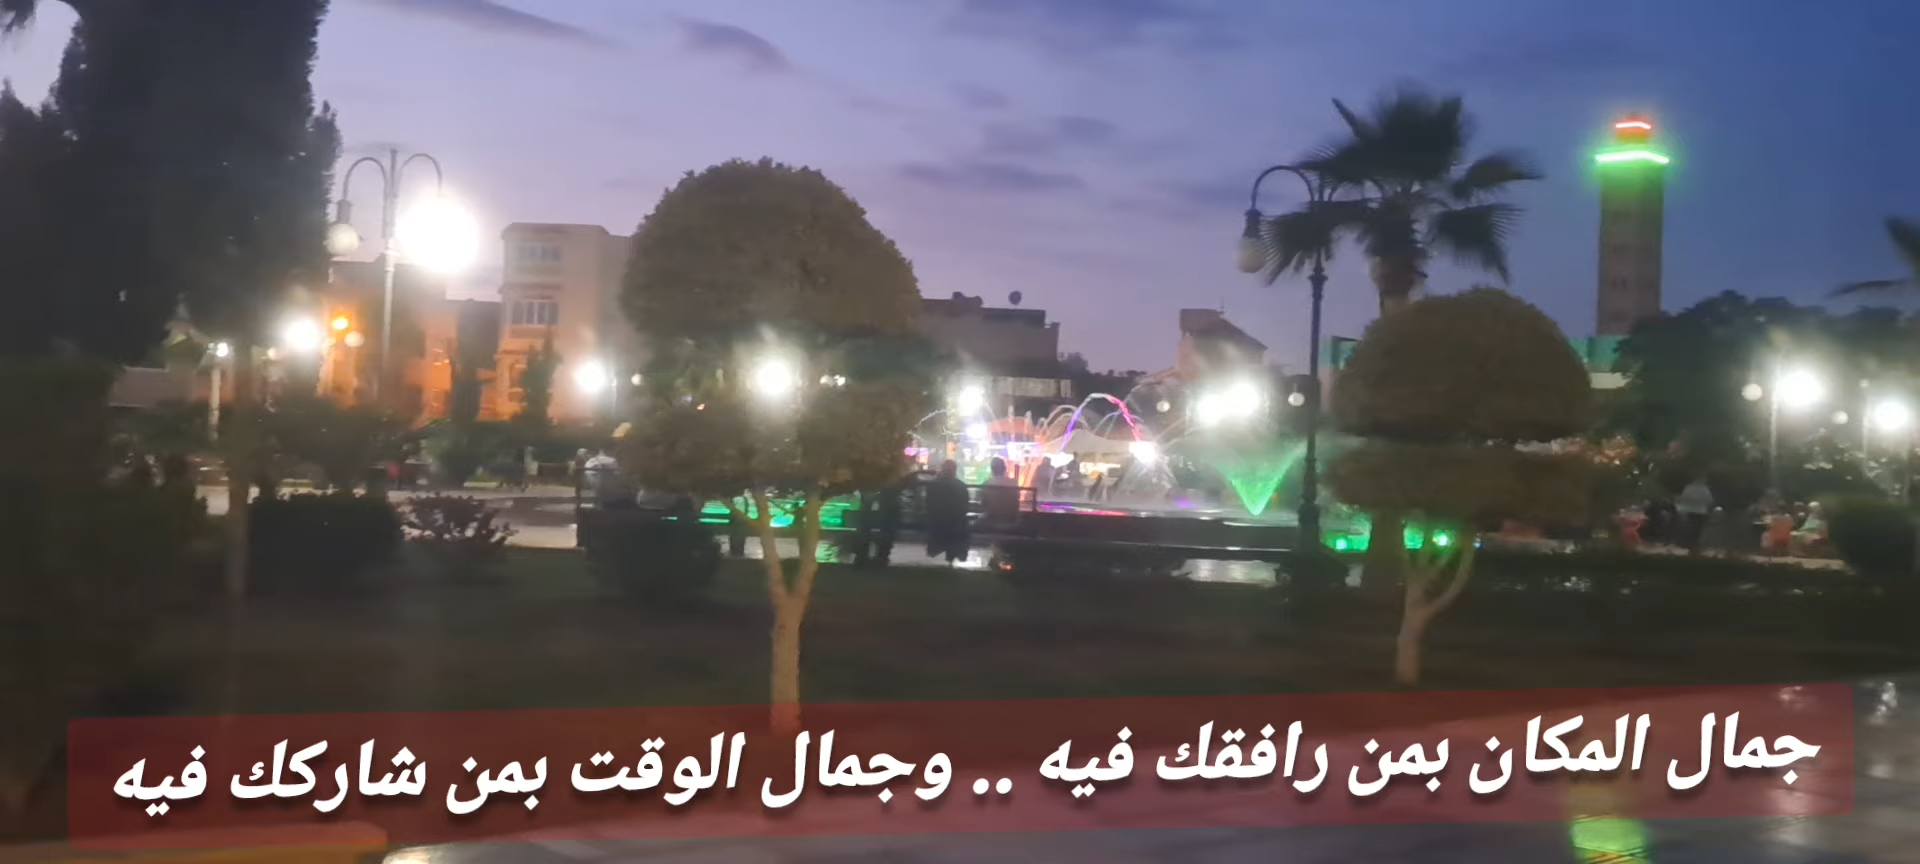 جمال المكان بمن رافقك فيه .. وجمال الوقت بمن شاركك فيه